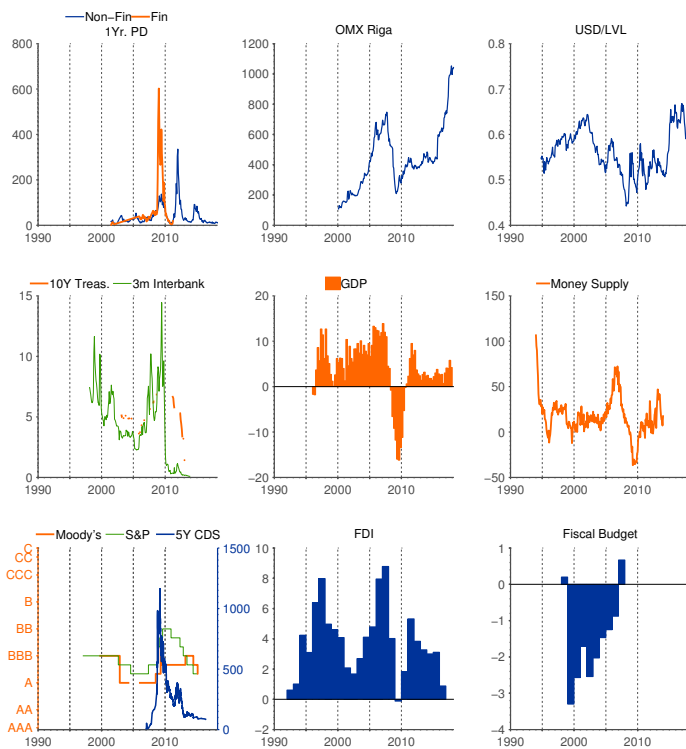 Non−Fin Fin
1Yr. PD OMX Riga USD/LVL
800 1200 0.8
1000
600 0.7
800
400 600 0.6
400
200 0.5
200
0 0 0.4
1990 2000 2010 1990 2000 2010 1990 2000 2010
10Y Treas. 3m Interbank GDP Money Supply
15 20 150
10 10 100
0 50
5
−10 0
0 −20 −50
1990 2000 2010 1990 2000 2010 1990 2000 2010
Moody's S&P 5Y CDS FDI Fiscal Budget
C 1500 10 1
CC
CCC 8 0
B 1000 6
BB −1
4
BBB 500 −2
A 2
−3
AA 0
AAA 0 −2 −4
1990 2000 2010 1990 2000 2010 1990 2000 2010